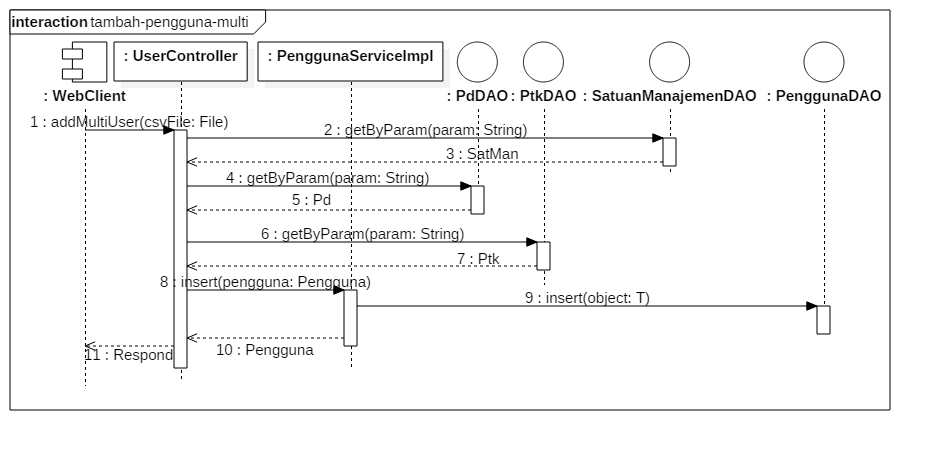 interaction tambah-pengguna-multi
: UserController
: PenggunaServiceImpl
: WebClient
: PdDAO
: PtkDAO
: SatuanManajemenDAO
: PenggunaDAO
1 : addMultiUser(csvFile: File)
2 : getByParam(param: String)
3 : SatMan
4 : getByParam(param: String)
5 : Pd
6 : getByParam(param: String)
7 : Ptk
8 : insert(pengguna: Pengguna)
9 : insert(object: T)
10 : Pengguna
11 : Respond